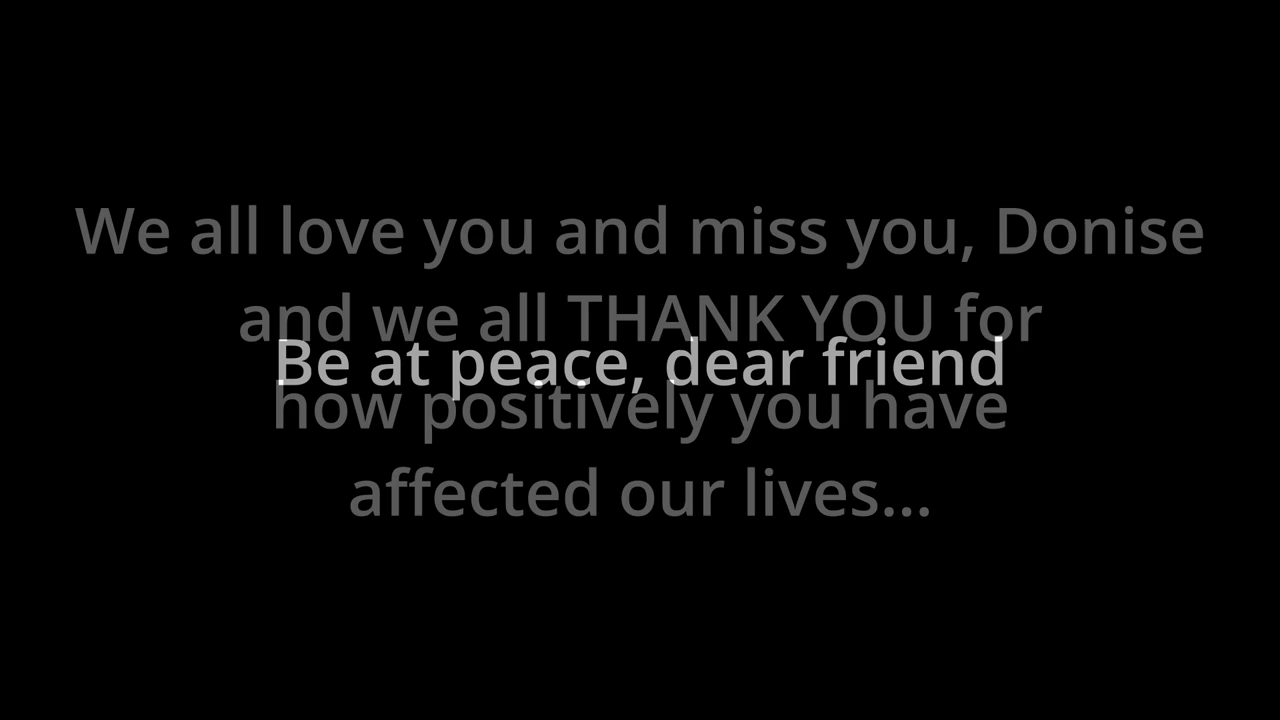 We all love you and miss you, Donise
and we all THANK YOU for
Be at peace, dear friend
how positively you have
affected our lives...